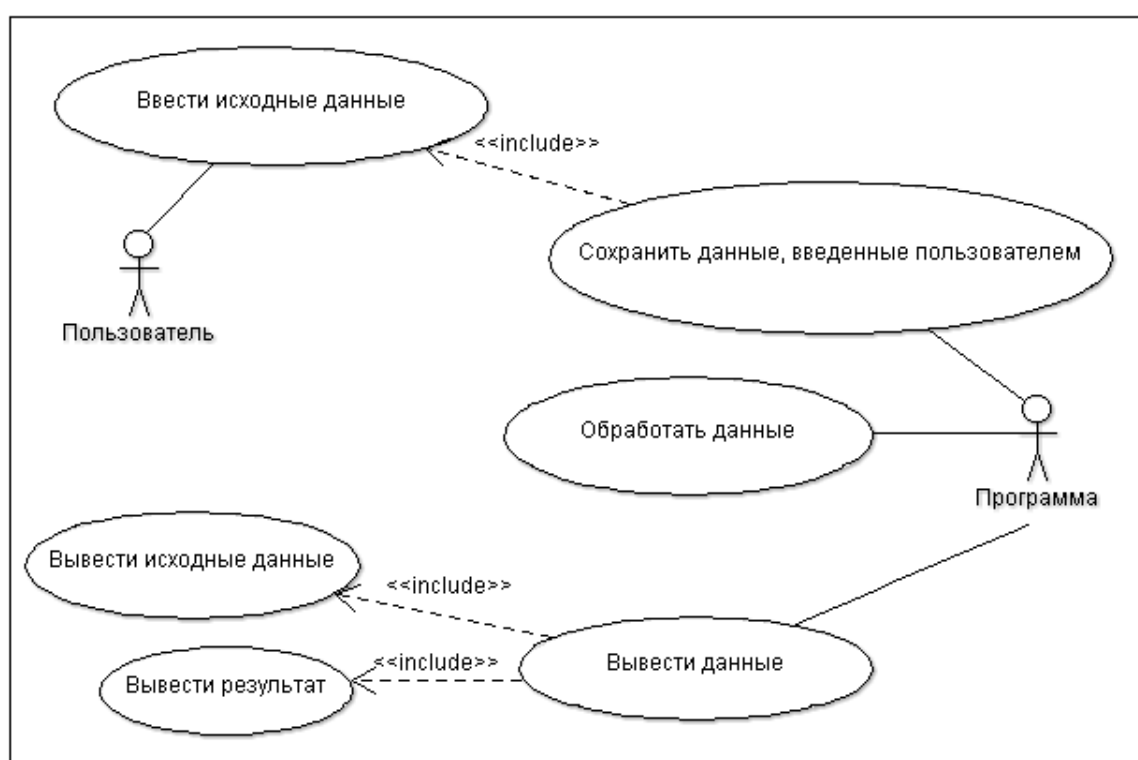 Ввести исходные данные
<<include>>
Сохранить данные, введенные пользователем
Пользователь
Обработать данные
Программа
Вывести исходные данные
<<include>>
<<include>>
Вывести данные
Вывести результат